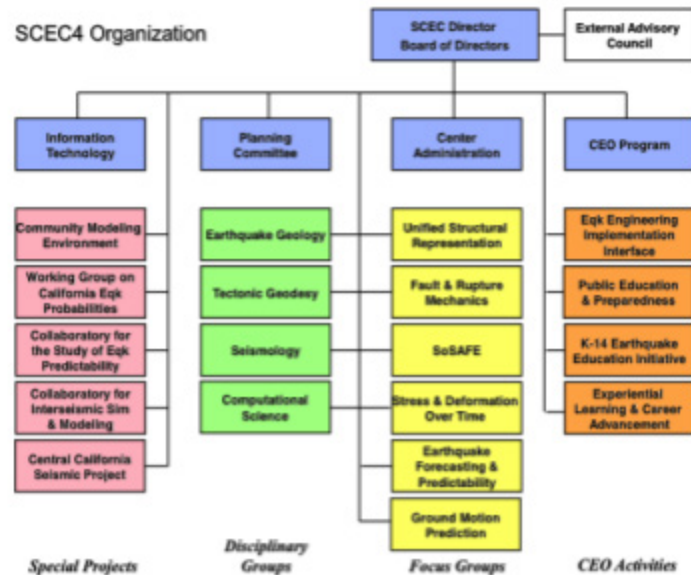 SCEC4 Organization
SCEC Director
Board of Directors
External Advisory
Council
Information
Technology
Planning
Committee
Center
Administration
CEO Program
Community Modeling
Environment
Working Group on
California Eqk
Probabilities
Collaboratory for
the Study of Eqk
Predictability
Collaboratory for
Interseismic Sim
& Modeling
Central California
Seismic Project
Special Projects
Earthquake Geology
Tectonic Geodesy
Seismology
Computational
Science
Disciplinary
Groups
Unified Structural
Representation
Fault & Rupture
Mechanics
SoSAFE
Stress & Deformation
Over Time
Earthquake
Forecasting &
Predictability
Ground Motion
Prediction
Focus Groups
Eqk Engineering
Implementation
Interface
Public Education
& Preparedness
K-14 Earthquake
Education Initiative
Experiential
Learning & Career
Advancement
CEO Activities